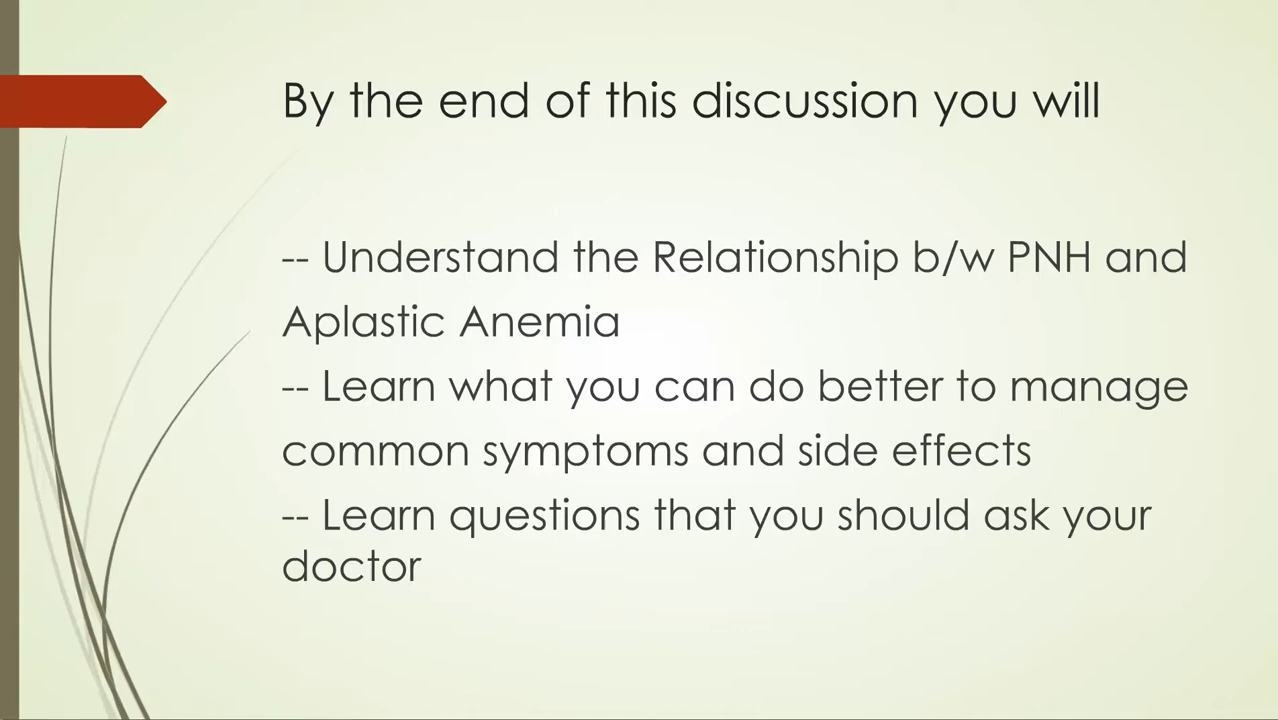 By the end of this discussion you will
-- Understand the Relationship b/w PNH and
Aplastic Anemia
-- Learn what you can do better to manage
common symptoms and side effects
-- Learn questions that you should ask your
doctor